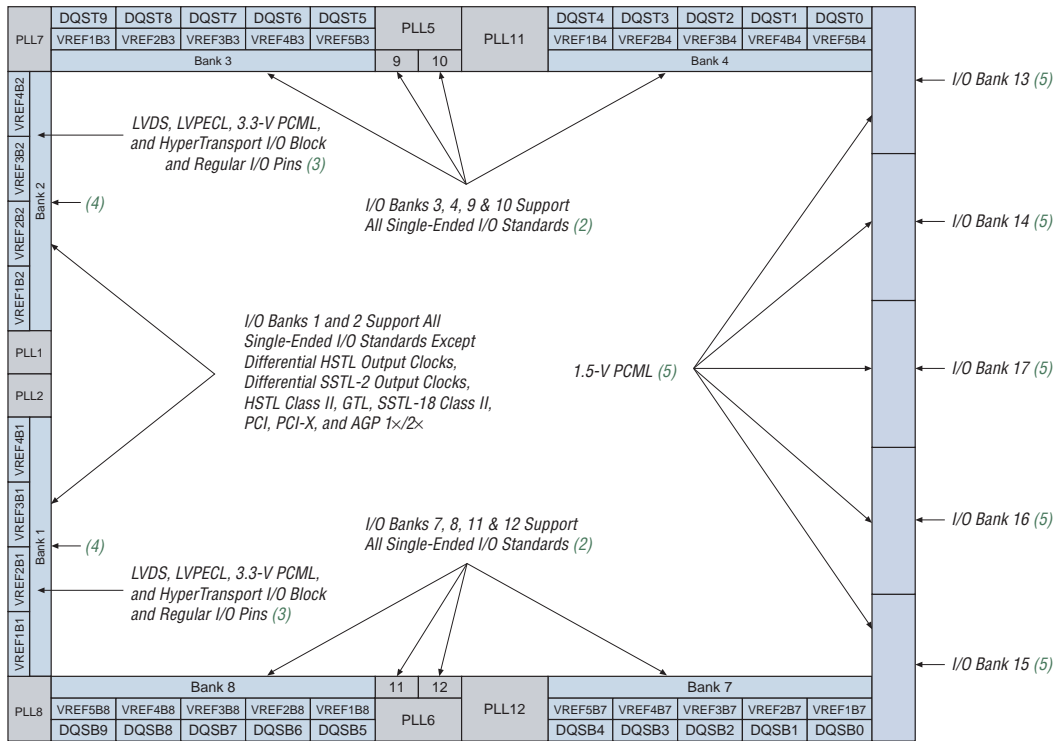 PLL7
DQST9 DQST8 DQST7 DQST6 DQST5
VREF1B3 VREF2B3 VREF3B3 VREF4B3 VREF5B3
Bank 3
PLL5
9 10
PLL11
DQST4 DQST3 DQST2 DQST1 DQST0
VREF1B4 VREF2B4 VREF3B4 VREF4B4 VREF5B4
Bank 4
VREF4B2
VREF3B2
VREF2B2
VREF1B2
Bank 2
LVDS, LVPECL, 3.3-V PCML,
and HyperTransport I/O Block
and Regular I/O Pins (3)
(4)
I/O Banks 3, 4, 9 & 10 Support
All Single-Ended I/O Standards (2)
I/O Bank 13 (5)
I/O Bank 14 (5)
PLL1
PLL2
I/O Banks 1 and 2 Support All
Single-Ended I/O Standards Except
Differential HSTL Output Clocks,
Differential SSTL-2 Output Clocks,
HSTL Class II, GTL, SSTL-18 Class II,
PCI, PCI-X, and AGP 1×/2×
1.5-V PCML (5)
I/O Bank 17 (5)
VREF4B1
VREF3B1
VREF2B1
VREF1B1
Bank 1
(4)
LVDS, LVPECL, 3.3-V PCML,
and HyperTransport I/O Block
and Regular I/O Pins (3)
I/O Banks 7, 8, 11 & 12 Support
All Single-Ended I/O Standards (2)
I/O Bank 16 (5)
I/O Bank 15 (5)
PLL8
Bank 8
VREF5B8 VREF4B8 VREF3B8 VREF2B8 VREF1B8
DQSB9 DQSB8 DQSB7 DQSB6 DQSB5
11 12
PLL6
PLL12
Bank 7
VREF5B7 VREF4B7 VREF3B7 VREF2B7 VREF1B7
DQSB4 DQSB3 DQSB2 DQSB1 DQSB0